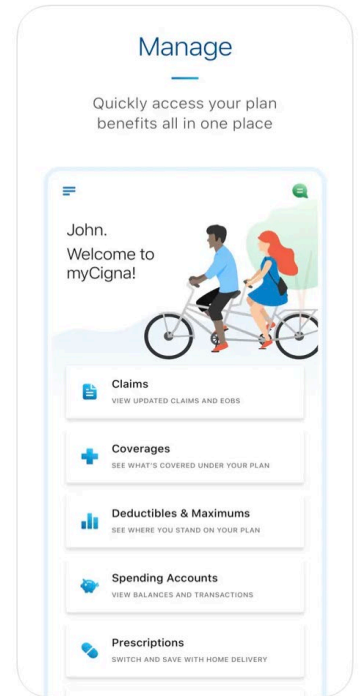 Manage
Quickly access your plan
benefits all in one place
John.
Welcome to
myCigna!
Claims
VIEW UPDATED CLAIMS AND EOBS
Coverages
SEE WHAT'S COVERED UNDER YOUR PLAN
Deductibles & Maximums
SEE WHERE YOU STAND ON YOUR PLAN
Spending Accounts
VIEW BALANCES AND TRANSACTIONS
Prescriptions
SWITCH AND SAVE WITH HOME DELIVERY